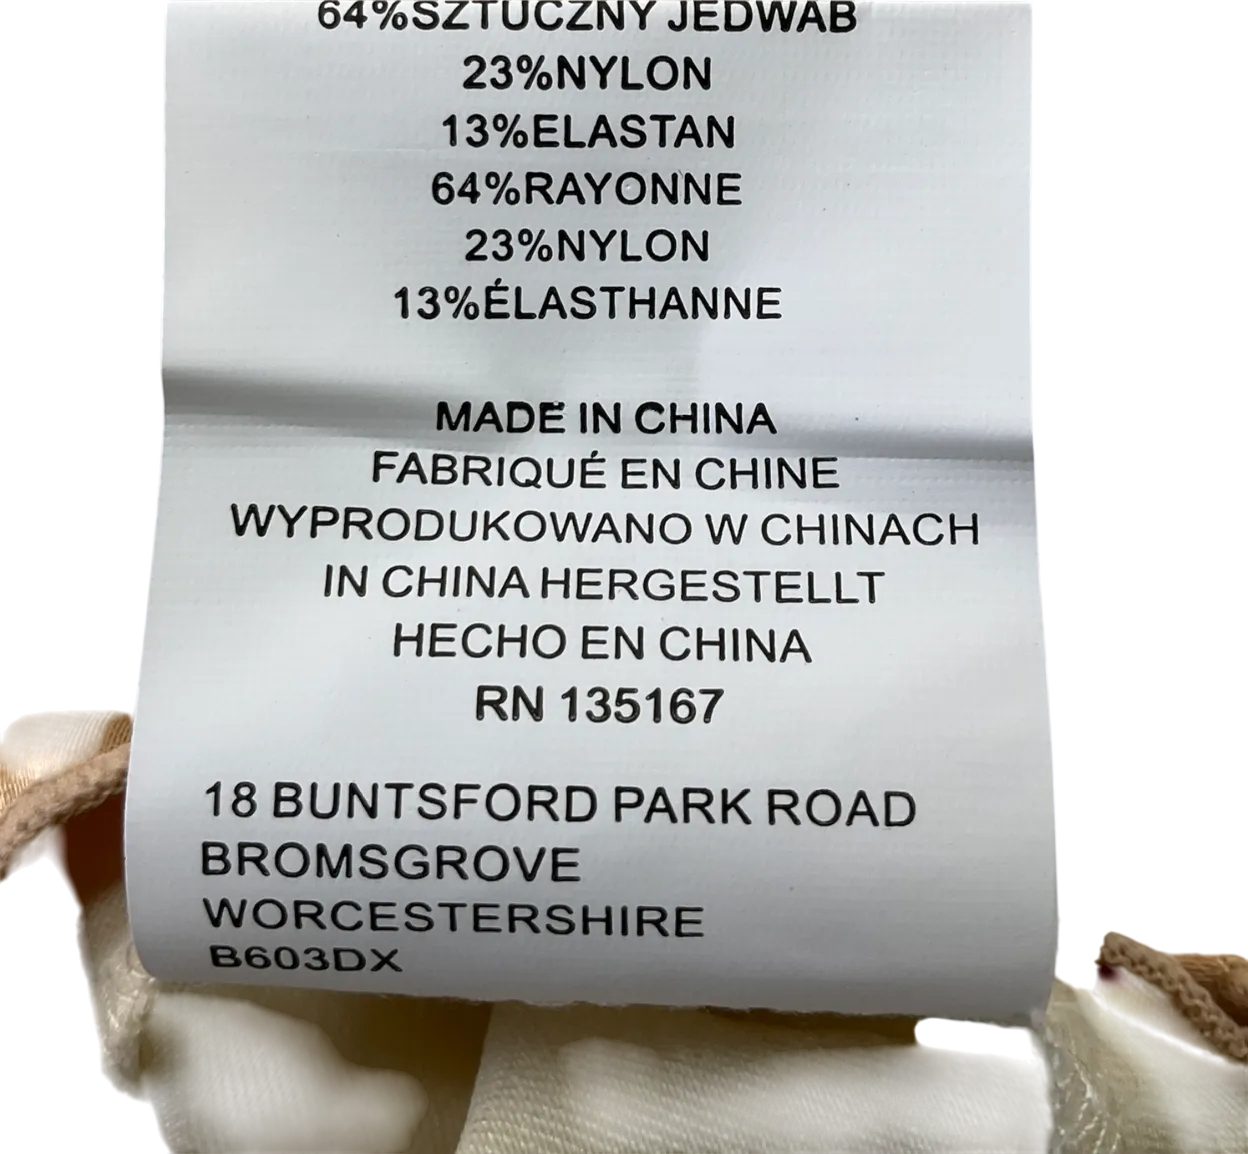 64%SZTUCZNY JEDWAB
23%NYLON
13%ELASTAN
64%RAYONNE
23%NYLON
13%ÉLASTHANNE
MADE IN CHINA
FABRIQUÉ EN CHINE
WYPRODUKOWANO W CHINACH
IN CHINA HERGESTELLT
HECHO EN CHINA
RN 135167
18 BUNTSFORD PARK ROAD
BROMSGROVE
WORCESTERSHIRE
B603DX